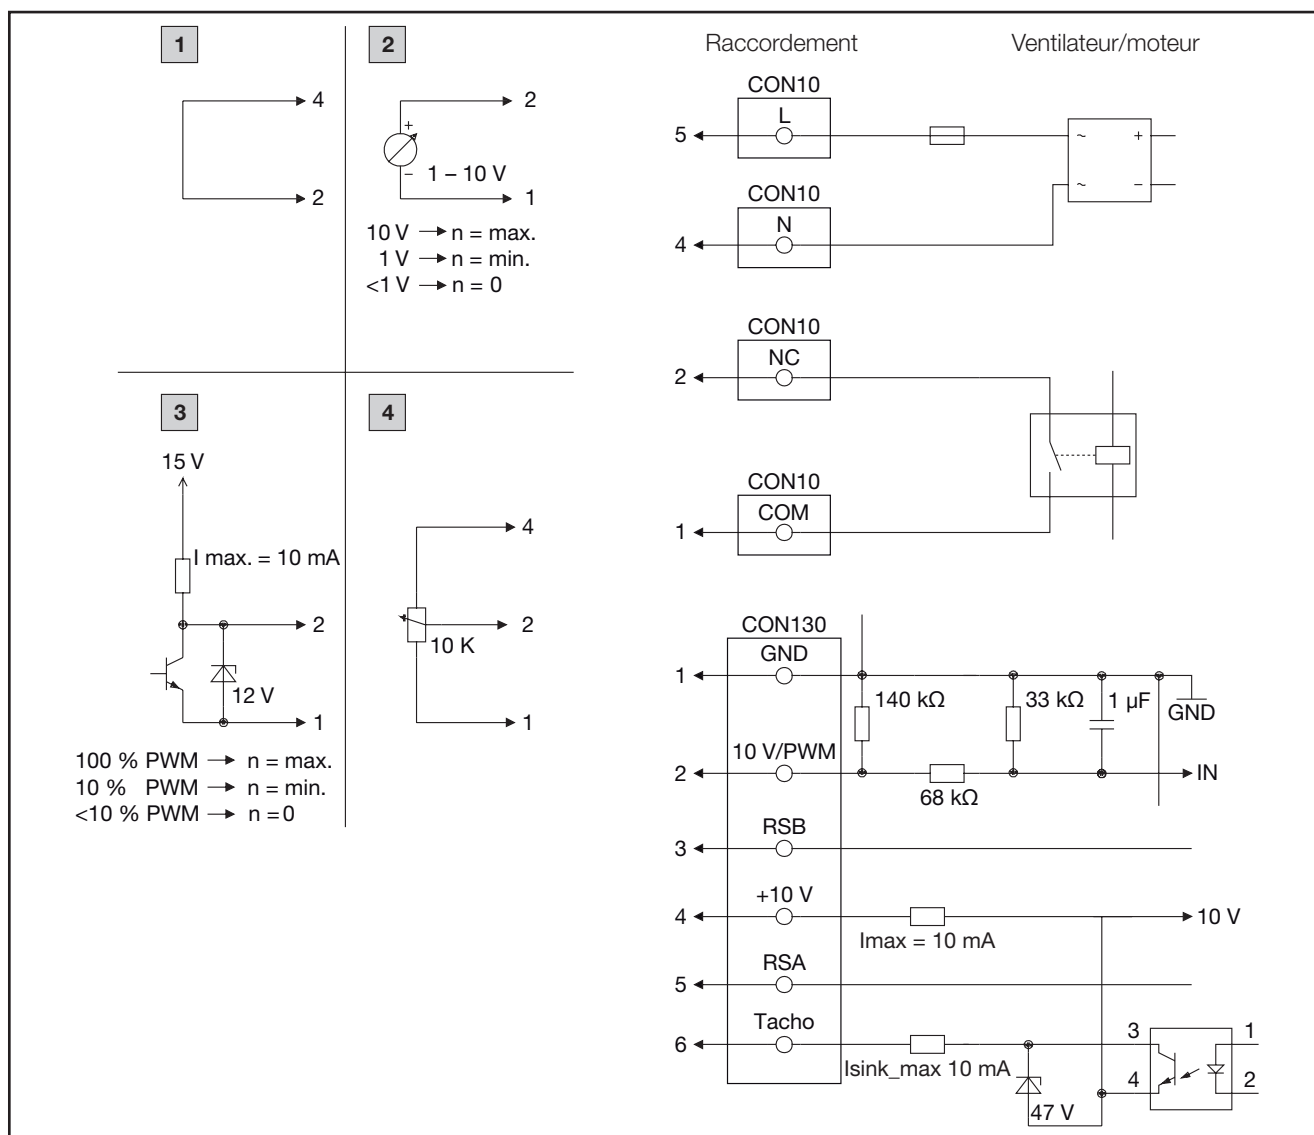 1
4
2
2
2
+
–
1 – 10 V
1
10 V → n = max.
1 V → n = min.
<1 V → n = 0
3
15 V
I max. = 10 mA
2
12 V
1
100 % PWM → n = max.
10 % PWM → n = min.
<10 % PWM → n = 0
4
4
2
10 K
1
Raccordement
Ventilateur/moteur
CON10
L
5
~
+
CON10
N
4
~
–
CON10
NC
2
CON10
COM
1
CON130
GND
1
140 kΩ
33 kΩ
1 µF
GND
10 V/PWM
2
68 kΩ
IN
RSB
3
+10 V
4
Imax = 10 mA
10 V
RSA
5
Tacho
6
Isink_max 10 mA
47 V
3
4
1
2